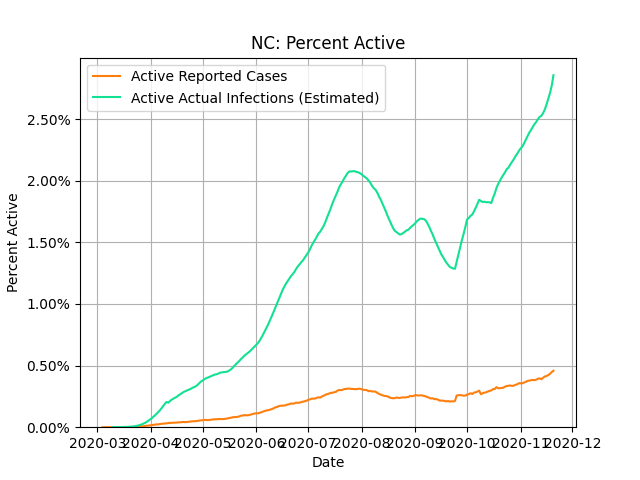 NC: Percent Active
Active Reported Cases
Active Actual Infections (Estimated)
2.50%
2.00%
1.50%
1.00%
0.50%
0.00%
Percent Active
2020-03 2020-04 2020-05 2020-06 2020-07 2020-08 2020-09 2020-10 2020-11 2020-12
Date